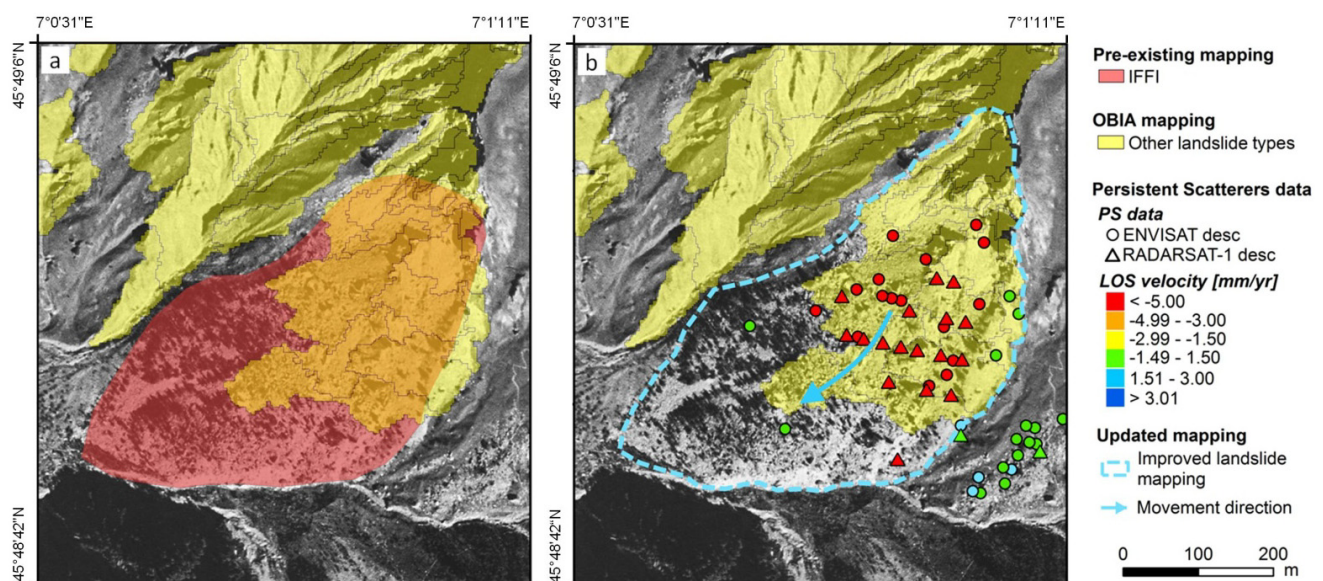 7°0'31"E
7°1'11"E
7°0'31"E
7°1'11"E
45°49'6"N
a
45°49'6"N
b
45°48'42"N
45°48'42"N
Pre-existing mapping
IFFI
OBIA mapping
Other landslide types
Persistent Scatterers data
PS data
ENVISAT desc
RADARSAT-1 desc
LOS velocity [mm/yr]
< -5.00
-4.99 - -3.00
-2.99 - -1.50
-1.49 - 1.50
1.51 - 3.00
> 3.01
Updated mapping
Improved landslide
mapping
Movement direction
0 100 200
m